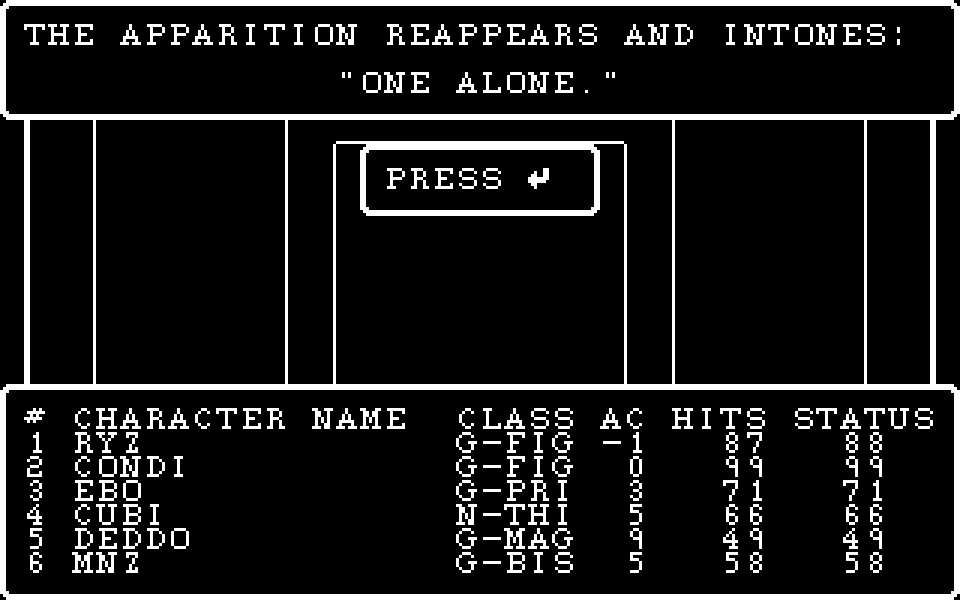 THE APPARITION REAPPEARS AND INTONES:
"ONE ALONE."
PRESS ↵
# CHARACTER NAME CLASS AC HITS STATUS
1 RYZ G-FIG -1 87 88
2 CONDI G-FIG 0 99 99
3 EBO G-PRI 3 71 71
4 CUBI N-THI 5 66 66
5 DEDDO G-MAG 9 49 49
6 MNZ G-BIS 5 58 58